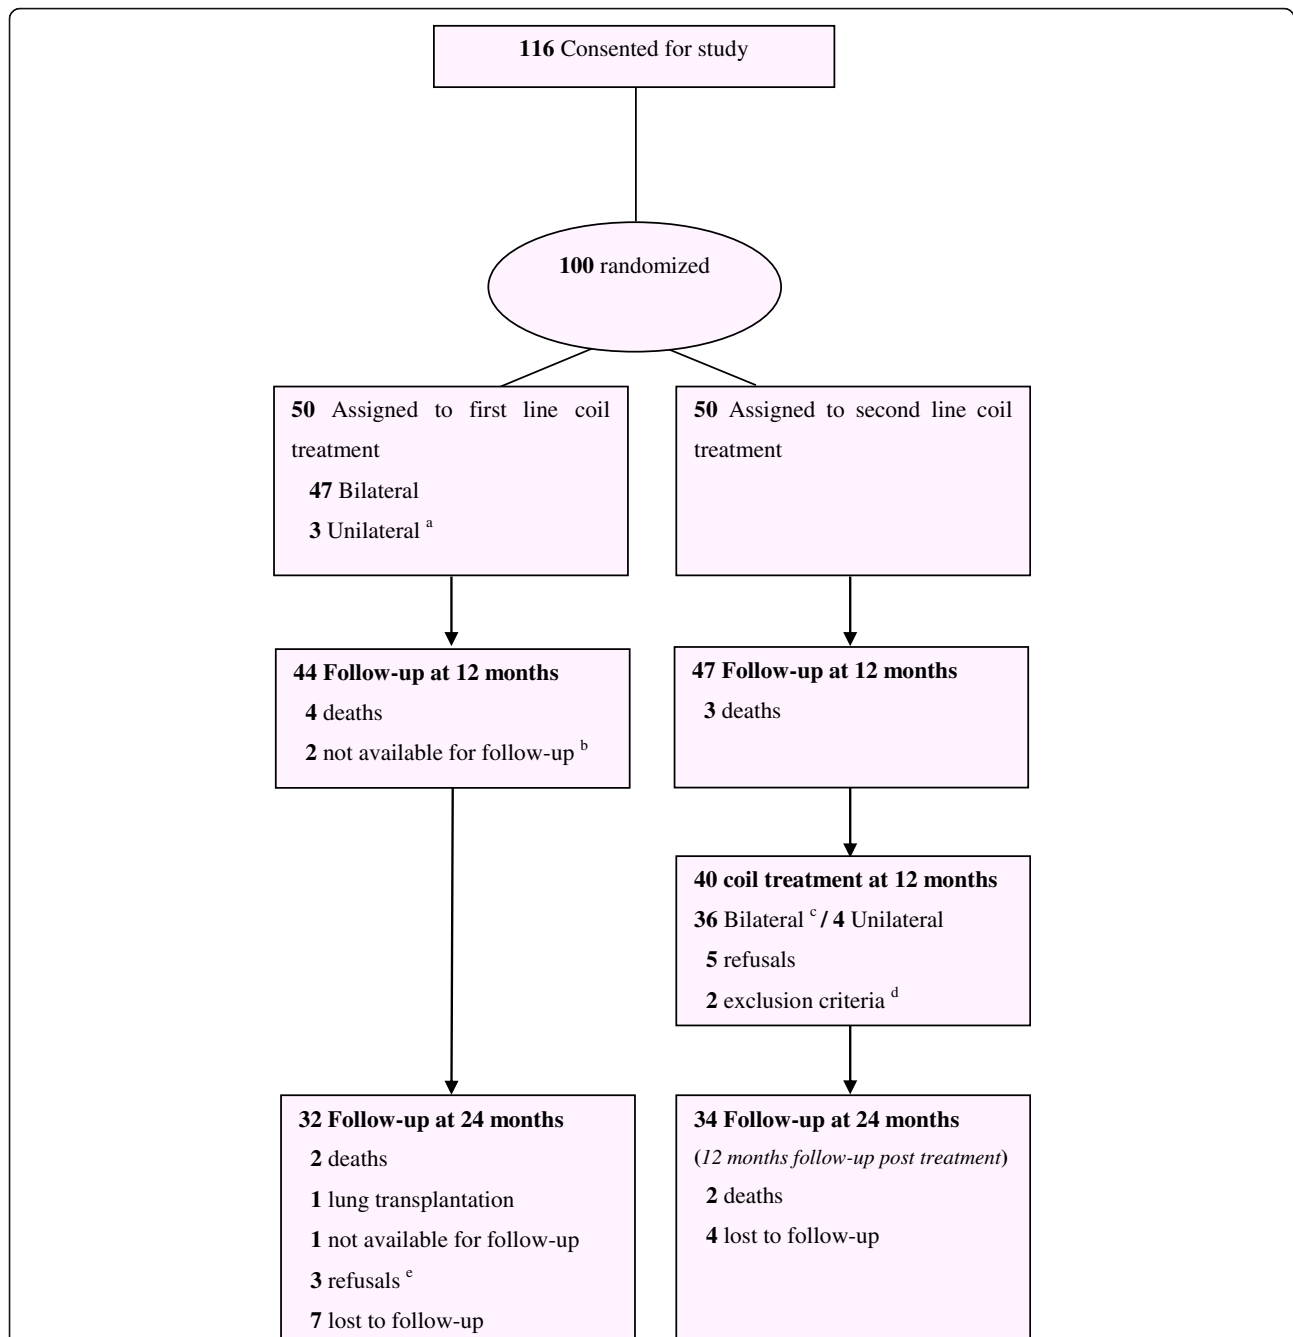 116 Consented for study
100 randomized
50 Assigned to first line coil
treatment
47 Bilateral
3 Unilateral a
50 Assigned to second line coil
treatment
44 Follow-up at 12 months
4 deaths
2 not available for follow-up b
47 Follow-up at 12 months
3 deaths
40 coil treatment at 12 months
36 Bilateral c / 4 Unilateral
5 refusals
2 exclusion criteria d
32 Follow-up at 24 months
2 deaths
1 lung transplantation
1 not available for follow-up
3 refusals e
7 lost to follow-up
34 Follow-up at 24 months
(12 months follow-up post treatment)
2 deaths
4 lost to follow-up